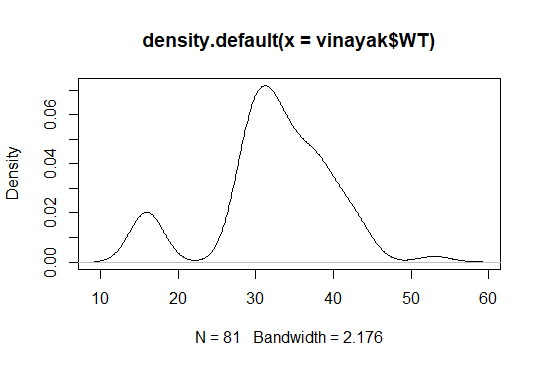 density.default(x = vinayak$WT)
Density
0.00 0.02 0.04 0.06
10 20 30 40 50 60
N = 81 Bandwidth = 2.176